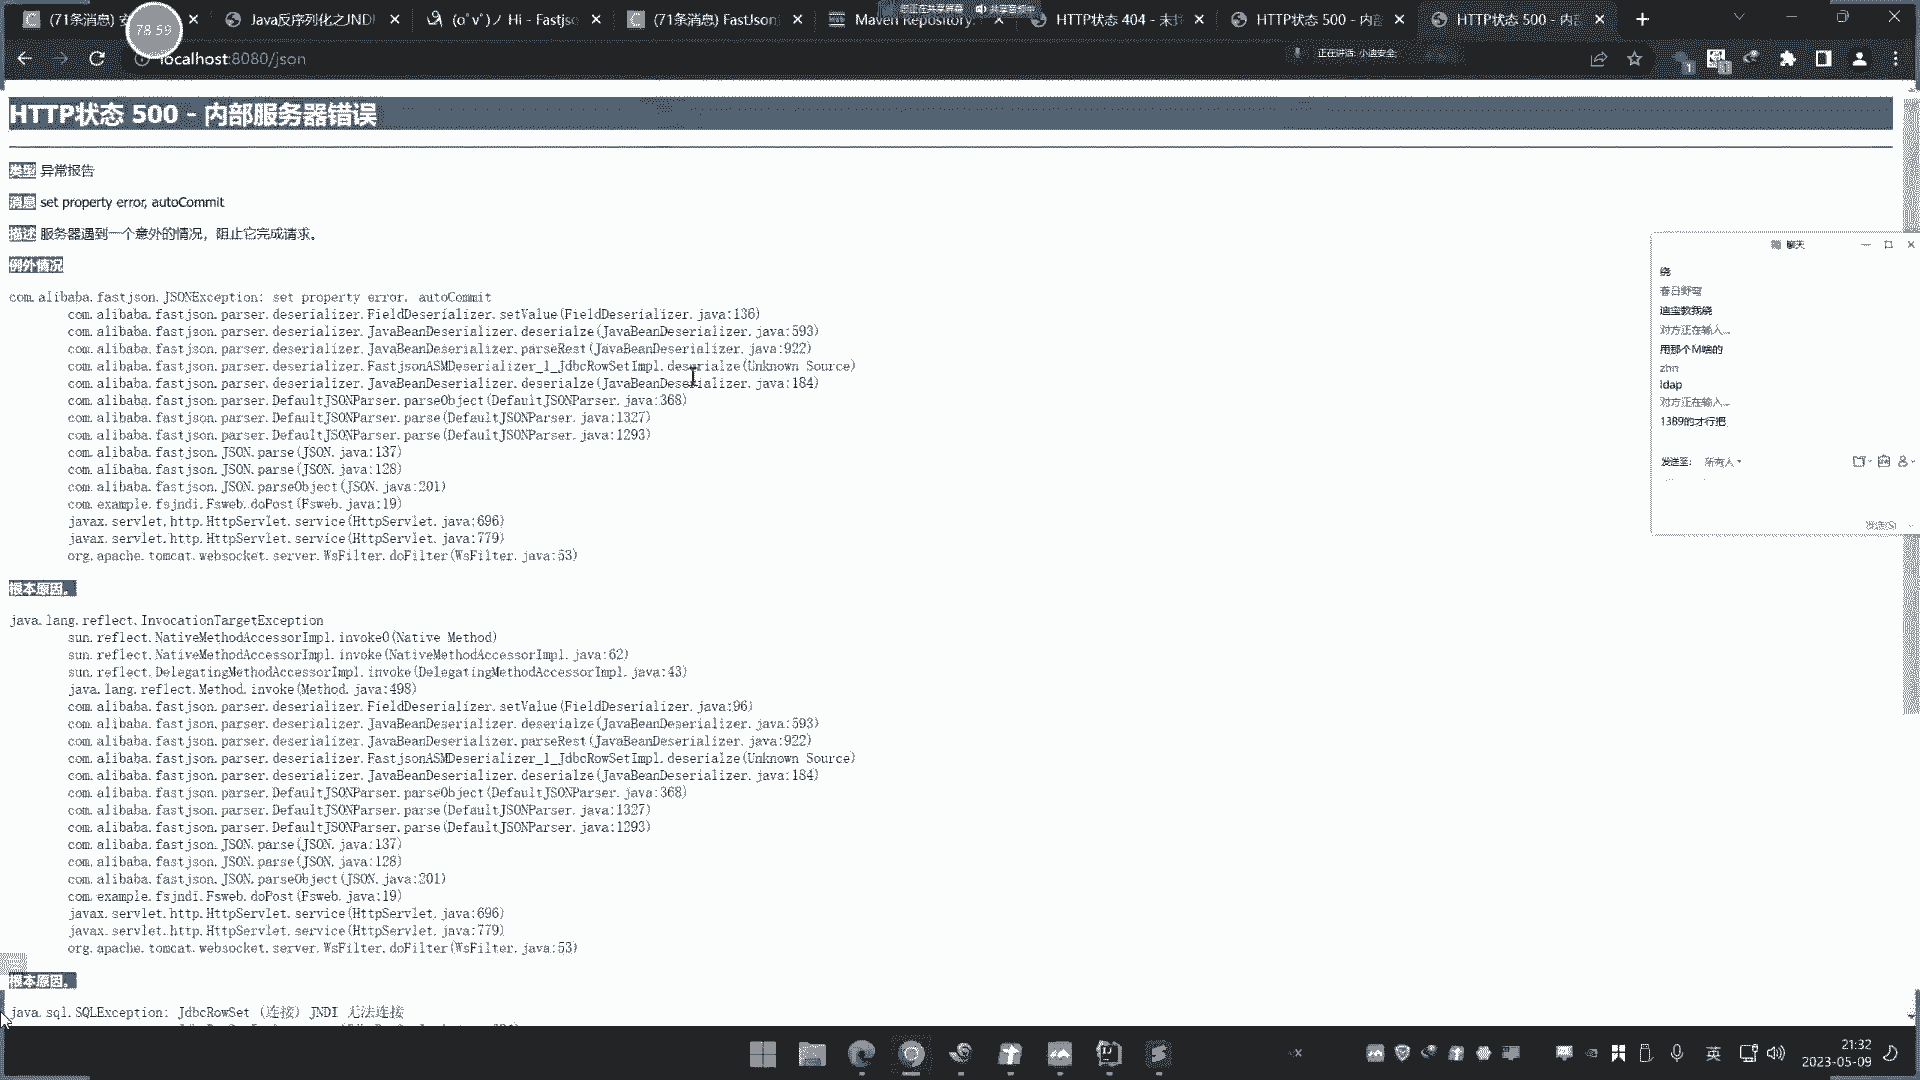 (71条消息)
Java反序列化之JNDI
(o゚v゚)ノ Hi - Fastjso
(71条消息) FastJson
Maven Repository:
HTTP状态 404 - 未
HTTP状态 500 - 内部
HTTP状态 500 - 内部
78 59
您正在共享屏幕
共享音频中
localhost:8080/json
正在讲话: 小迪安全;
HTTP状态 500 - 内部服务器错误
类型 异常报告
消息 set property error, autoCommit
描述 服务器遇到一个意外的情况，阻止它完成请求。
例外情况
com.alibaba.fastjson.JSONException: set property error, autoCommit
com.alibaba.fastjson.parser.deserializer.FieldDeserializer.setValue(FieldDeserializer.java:136)
com.alibaba.fastjson.parser.deserializer.JavaBeanDeserializer.deserialze(JavaBeanDeserializer.java:593)
com.alibaba.fastjson.parser.deserializer.JavaBeanDeserializer.parseRest(JavaBeanDeserializer.java:922)
com.alibaba.fastjson.parser.deserializer.FastjsonASMDeserializer_1_JdbcRowSetImpl.deserialze(Unknown Source)
com.alibaba.fastjson.parser.deserializer.JavaBeanDeserializer.deserialze(JavaBeanDeserializer.java:184)
com.alibaba.fastjson.parser.DefaultJSONParser.parseObject(DefaultJSONParser.java:368)
com.alibaba.fastjson.parser.DefaultJSONParser.parse(DefaultJSONParser.java:1327)
com.alibaba.fastjson.parser.DefaultJSONParser.parse(DefaultJSONParser.java:1293)
com.alibaba.fastjson.JSON.parse(JSON.java:137)
com.alibaba.fastjson.JSON.parse(JSON.java:128)
com.alibaba.fastjson.JSON.parseObject(JSON.java:201)
com.example.fsjndi.Fsweb.doPost(Fsweb.java:19)
javax.servlet.http.HttpServlet.service(HttpServlet.java:696)
javax.servlet.http.HttpServlet.service(HttpServlet.java:779)
org.apache.tomcat.websocket.server.WsFilter.doFilter(WsFilter.java:53)
根本原因。
java.lang.reflect.InvocationTargetException
sun.reflect.NativeMethodAccessorImpl.invoke0(Native Method)
sun.reflect.NativeMethodAccessorImpl.invoke(NativeMethodAccessorImpl.java:62)
sun.reflect.DelegatingMethodAccessorImpl.invoke(DelegatingMethodAccessorImpl.java:43)
java.lang.reflect.Method.invoke(Method.java:498)
com.alibaba.fastjson.parser.deserializer.FieldDeserializer.setValue(FieldDeserializer.java:96)
com.alibaba.fastjson.parser.deserializer.JavaBeanDeserializer.deserialze(JavaBeanDeserializer.java:593)
com.alibaba.fastjson.parser.deserializer.JavaBeanDeserializer.parseRest(JavaBeanDeserializer.java:922)
com.alibaba.fastjson.parser.deserializer.FastjsonASMDeserializer_1_JdbcRowSetImpl.deserialze(Unknown Source)
com.alibaba.fastjson.parser.deserializer.JavaBeanDeserializer.deserialze(JavaBeanDeserializer.java:184)
com.alibaba.fastjson.parser.DefaultJSONParser.parseObject(DefaultJSONParser.java:368)
com.alibaba.fastjson.parser.DefaultJSONParser.parse(DefaultJSONParser.java:1327)
com.alibaba.fastjson.parser.DefaultJSONParser.parse(DefaultJSONParser.java:1293)
com.alibaba.fastjson.JSON.parse(JSON.java:137)
com.alibaba.fastjson.JSON.parse(JSON.java:128)
com.alibaba.fastjson.JSON.parseObject(JSON.java:201)
com.example.fsjndi.Fsweb.doPost(Fsweb.java:19)
javax.servlet.http.HttpServlet.service(HttpServlet.java:696)
javax.servlet.http.HttpServlet.service(HttpServlet.java:779)
org.apache.tomcat.websocket.server.WsFilter.doFilter(WsFilter.java:53)
根本原因。
java.sql.SQLException: JdbcRowSet (连接) JNDI 无法连接
聊天
绕
春日野穹
迪宝教我绕
对方正在输入...
用那个M啥的
zhn
ldap
对方正在输入...
1389的才行把
发送至: 所有人
发送(S)
英
21:32
2023-05-09